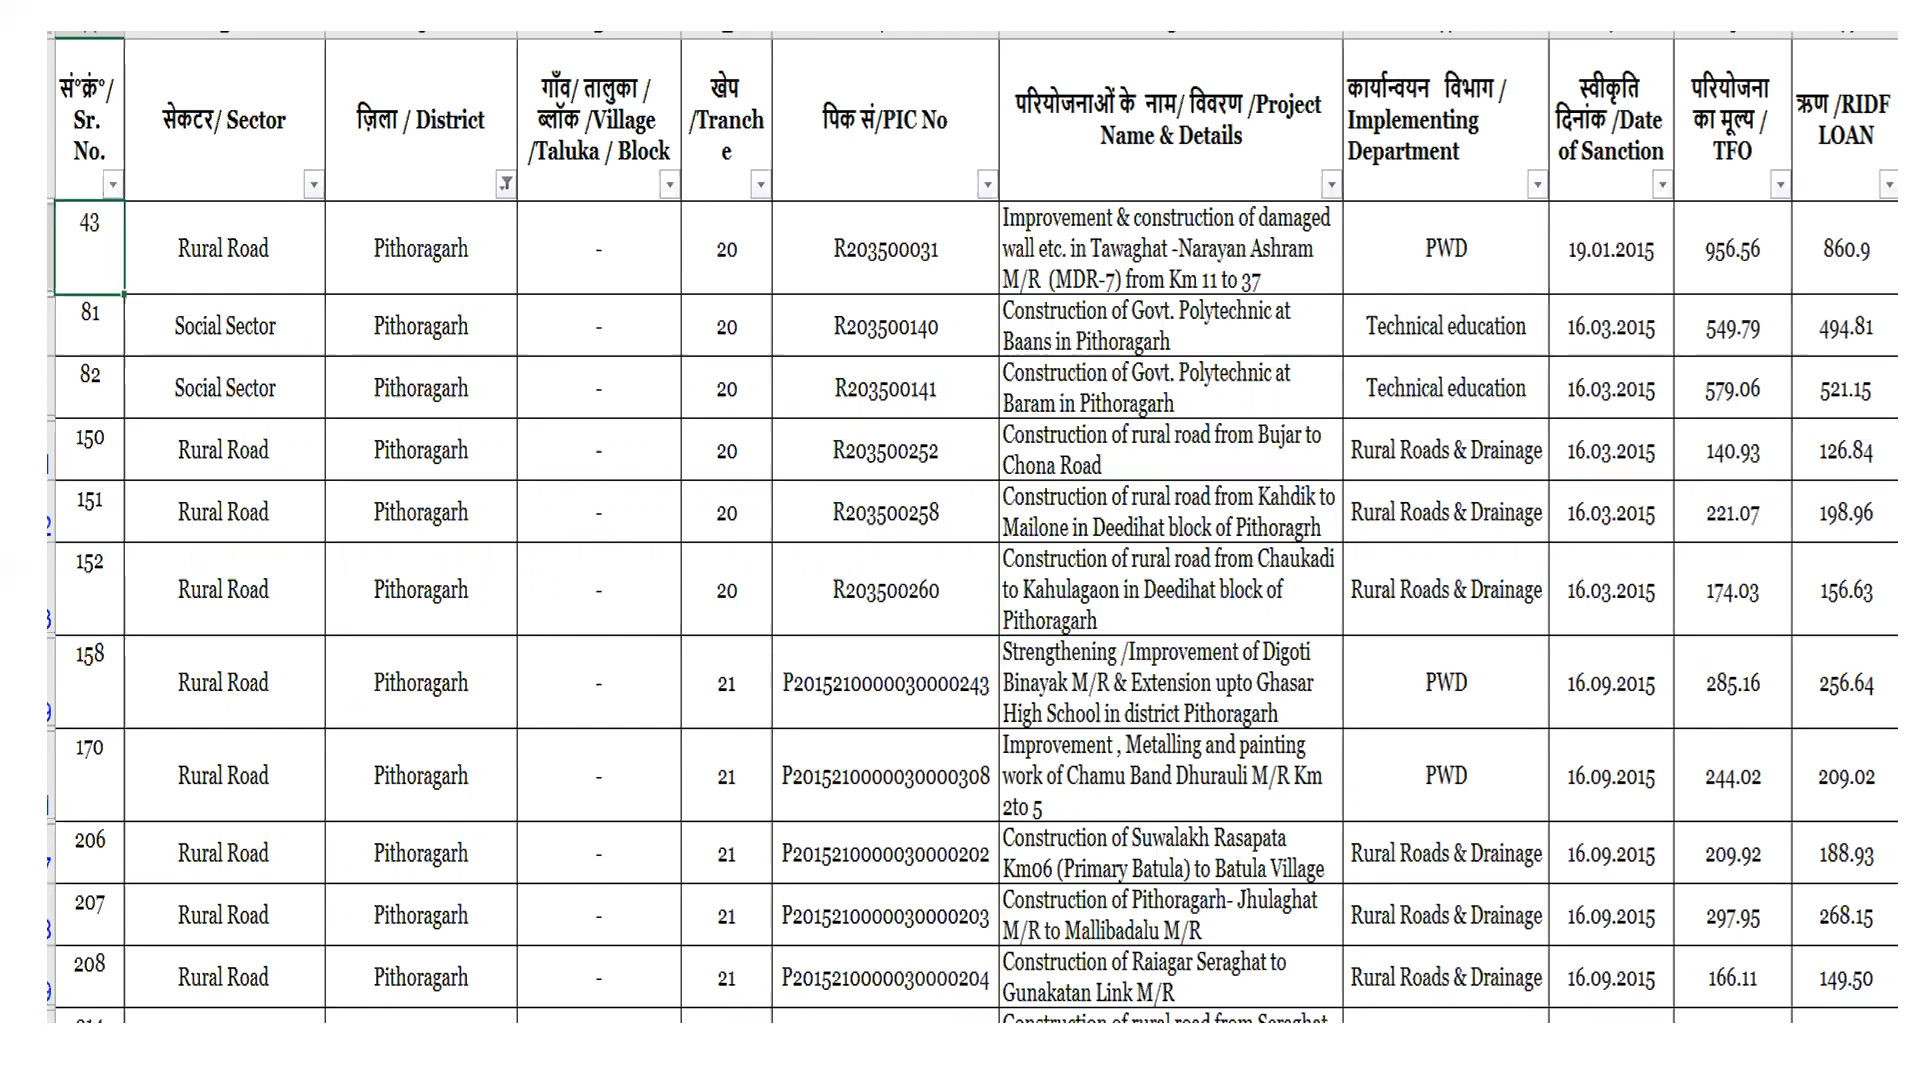 सं°क्रं°/
Sr.
No.
सेकटर/ Sector
ज़िला / District
गाँव/ तालुका /
ब्लॉक /Village
/Taluka / Block
खेप
/Tranch
e
पिक सं/PIC No
परियोजनाओं के नाम/ विवरण /Project
Name & Details
कार्यान्वयन विभाग /
Implementing
Department
स्वीकृति
दिनांक /Date
of Sanction
परियोजना
का मूल्य /
TFO
ऋण /RIDF
LOAN
43
Rural Road
Pithoragarh
-
20
R203500031
Improvement & construction of damaged
wall etc. in Tawaghat -Narayan Ashram
M/R (MDR-7) from Km 11 to 37
PWD
19.01.2015
956.56
860.9
81
Social Sector
Pithoragarh
-
20
R203500140
Construction of Govt. Polytechnic at
Baans in Pithoragarh
Technical education
16.03.2015
549.79
494.81
82
Social Sector
Pithoragarh
-
20
R203500141
Construction of Govt. Polytechnic at
Baram in Pithoragarh
Technical education
16.03.2015
579.06
521.15
150
Rural Road
Pithoragarh
-
20
R203500252
Construction of rural road from Bujar to
Chona Road
Rural Roads & Drainage
16.03.2015
140.93
126.84
151
Rural Road
Pithoragarh
-
20
R203500258
Construction of rural road from Kahdik to
Mailone in Deedihat block of Pithoragrh
Rural Roads & Drainage
16.03.2015
221.07
198.96
152
Rural Road
Pithoragarh
-
20
R203500260
Construction of rural road from Chaukadi
to Kahulagaon in Deedihat block of
Pithoragarh
Rural Roads & Drainage
16.03.2015
174.03
156.63
158
Rural Road
Pithoragarh
-
21
P2015210000030000243
Strengthening /Improvement of Digoti
Binayak M/R & Extension upto Ghasar
High School in district Pithoragarh
PWD
16.09.2015
285.16
256.64
170
Rural Road
Pithoragarh
-
21
P2015210000030000308
Improvement , Metalling and painting
work of Chamu Band Dhurauli M/R Km
2to 5
PWD
16.09.2015
244.02
209.02
206
Rural Road
Pithoragarh
-
21
P2015210000030000202
Construction of Suwalakh Rasapata
Km06 (Primary Batula) to Batula Village
Rural Roads & Drainage
16.09.2015
209.92
188.93
207
Rural Road
Pithoragarh
-
21
P2015210000030000203
Construction of Pithoragarh- Jhulaghat
M/R to Mallibadalu M/R
Rural Roads & Drainage
16.09.2015
297.95
268.15
208
Rural Road
Pithoragarh
-
21
P2015210000030000204
Construction of Raiagar Seraghat to
Gunakatan Link M/R
Rural Roads & Drainage
16.09.2015
166.11
149.50
Construction of rural road from Seraghat